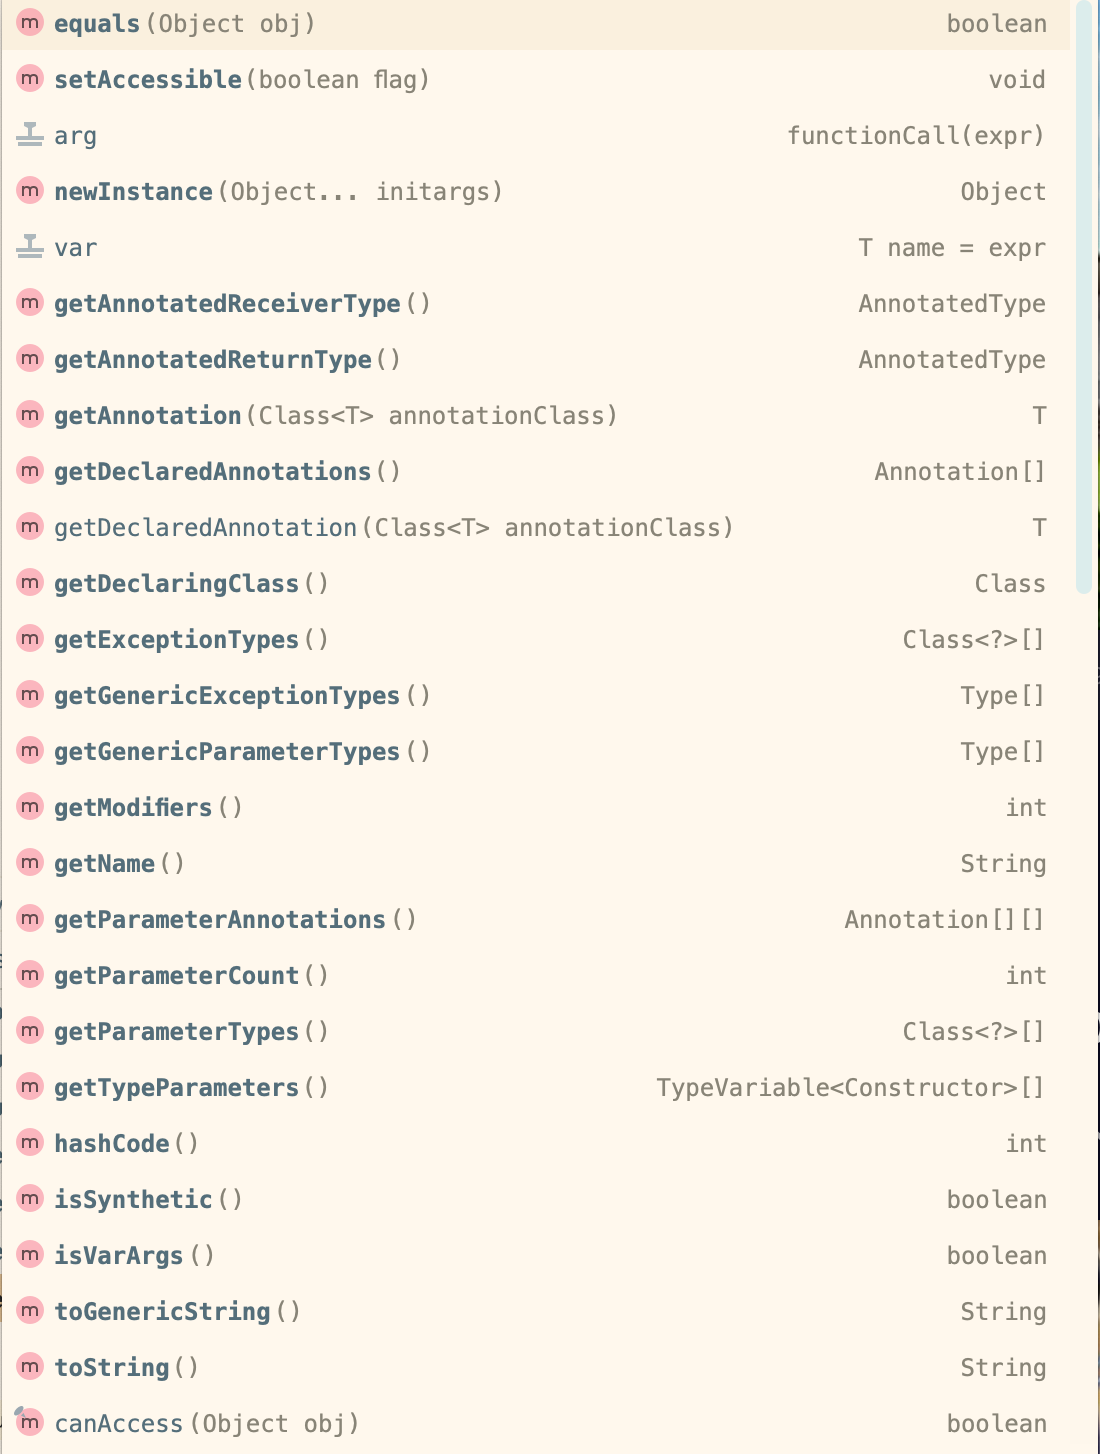 m equals(Object obj) boolean
m setAccessible(boolean flag) void
arg functionCall(expr)
m newInstance(Object... initargs) Object
var T name = expr
m getAnnotatedReceiverType() AnnotatedType
m getAnnotatedReturnType() AnnotatedType
m getAnnotation(Class<T> annotationClass) T
m getDeclaredAnnotations() Annotation[]
m getDeclaredAnnotation(Class<T> annotationClass) T
m getDeclaringClass() Class
m getExceptionTypes() Class<?>[]
m getGenericExceptionTypes() Type[]
m getGenericParameterTypes() Type[]
m getModifiers() int
m getName() String
m getParameterAnnotations() Annotation[][]
m getParameterCount() int
m getParameterTypes() Class<?>[]
m getTypeParameters() TypeVariable<Constructor>[]
m hashCode() int
m isSynthetic() boolean
m isVarArgs() boolean
m toGenericString() String
m toString() String
m canAccess(Object obj) boolean